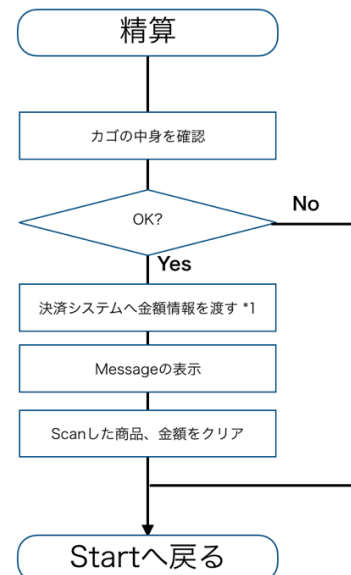 精算
カゴの中身を確認
OK?
No
Yes
決済システムへ金額情報を渡す *1
Messageの表示
Scanした商品、金額をクリア
Startへ戻る